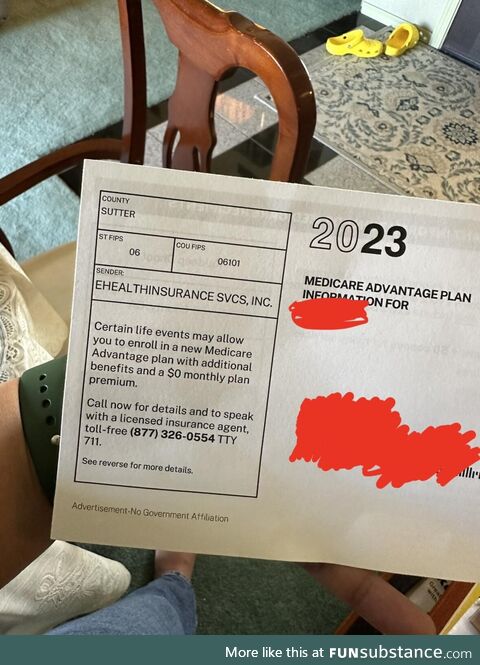 COUNTY
SUTTER
ST FIPS
06
COU FIPS
06101
SENDER:
EHEALTHINSURANCE SVCS, INC.
Certain life events may allow
you to enroll in a new Medicare
Advantage plan with additional
benefits and a $0 monthly plan
premium.
Call now for details and to speak
with a licensed insurance agent,
toll-free (877) 326-0554 TTY
711.
See reverse for more details.
Advertisement-No Government Affiliation
2023
MEDICARE ADVANTAGE PLAN
INFORMATION FOR
More like this at FUNsubstance.com